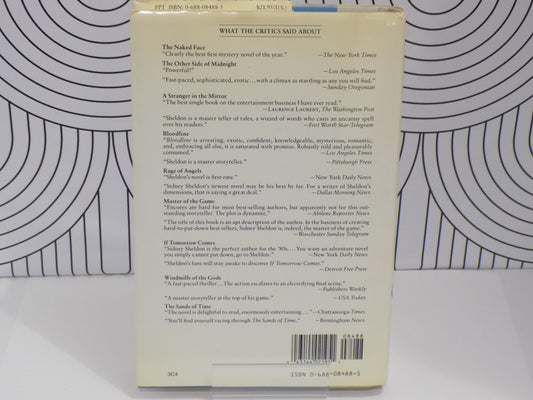 FPT ISBN: 0-688-08488-5 $21.95 (U.S.)
WHAT THE CRITICS SAID ABOUT
The Naked Face
"Clearly the best first mystery novel of the year." —The New York Times
The Other Side of Midnight
"Powerful!" —Los Angeles Times
"Fast-paced, sophisticated, erotic...with a climax as startling as any you will find."
—Sunday Oregonian
A Stranger in the Mirror
"The best single book on the entertainment business I have ever read."
—LAURENCE LAURENT, The Washington Post
"Sheldon is a master teller of tales, a wizard of words who casts an uncanny spell
over his readers." —Fort Worth Star-Telegram
Bloodline
"Bloodline is arresting, exotic, confident, knowledgeable, mysterious, romantic,
and, embracing all else, it is saturated with promise. Robustly told and pleasurably
consumed." —Los Angeles Times
"Sheldon is a master storyteller." —Pittsburgh Press
Rage of Angels
"Sheldon's novel is first-rate." —New York Daily News
"Sidney Sheldon's newest novel may be his best by far. For a writer of Sheldon's
dimensions, that is saying a great deal." —Dallas Morning News
Master of the Game
"Encores are hard for most best-selling authors, but apparently not for this out-
standing storyteller. The plot is dynamite." —Abilene Reporter News
"The title of this book is an apt description of the author. In the business of creating
hard-to-put-down best sellers, Sidney Sheldon is, indeed, the master of the game."
—Worchester Sunday Telegram
If Tomorrow Comes
"Sidney Sheldon is the perfect author for the '80s.... You want an adventure novel
you simply cannot put down, go to Sheldon." —New York Daily News
"Sheldon's fans will stay awake to discover If Tomorrow Comes."
—Detroit Free Press
Windmills of the Gods
"A fast-paced thriller... The action escalates to an electrifying final scene."
—Publishers Weekly
"A master storyteller at the top of his game." —USA Today
The Sands of Time
"The novel is delightful to read, enormously entertaining...." —Chattanooga Times
"You'll find yourself racing through The Sands of Time." —Birmingham News
08488
ISBN 0-688-08488-5